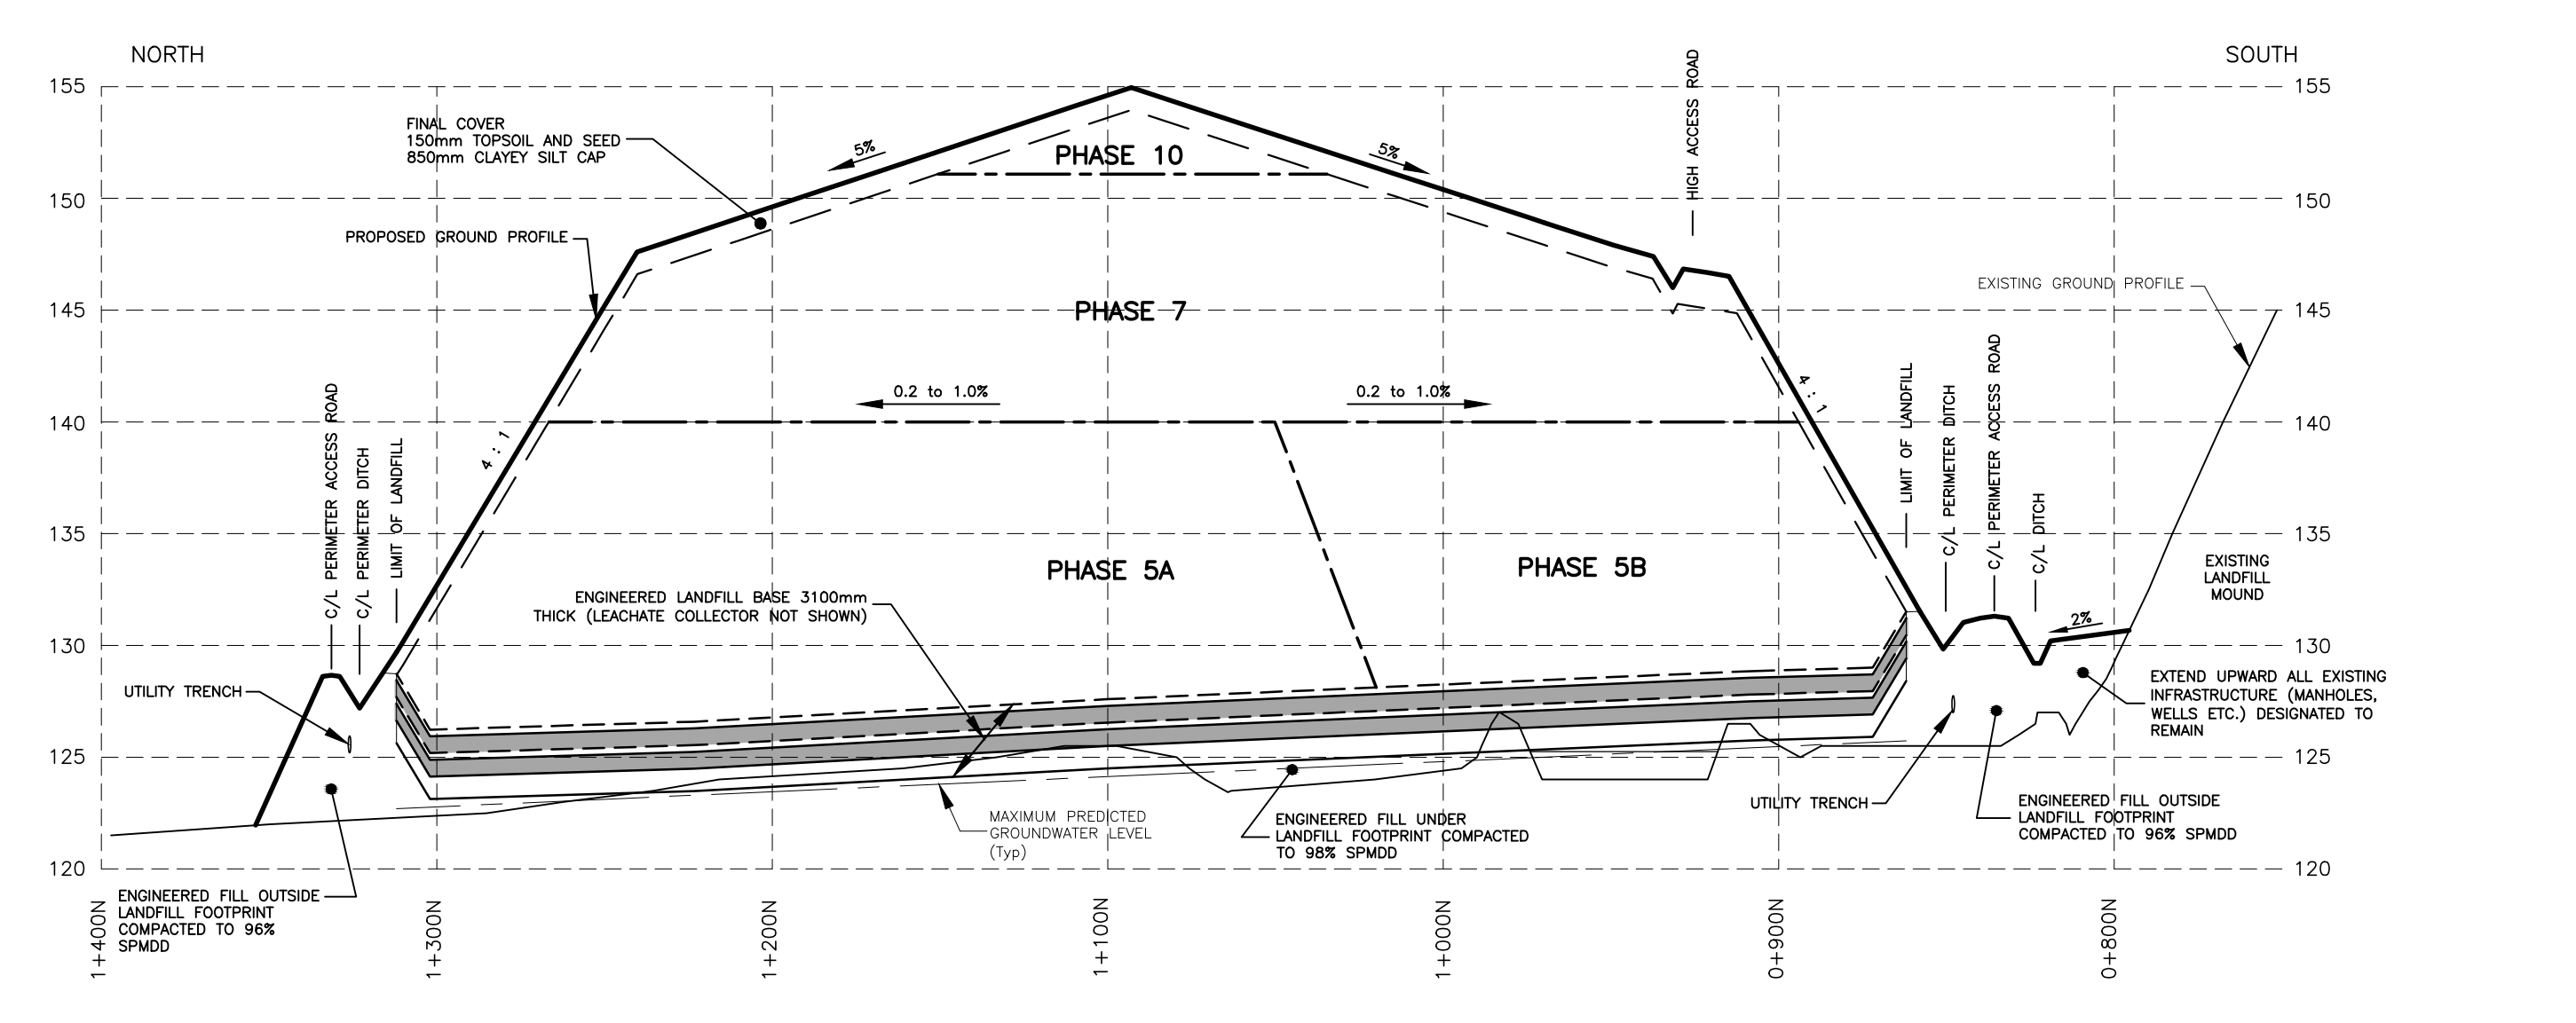 NORTH
SOUTH
155
155
150
150
145
145
140
140
135
135
130
130
125
125
120
120
FINAL COVER
150mm TOPSOIL AND SEED
850mm CLAYEY SILT CAP
5%
5%
PHASE 10
HIGH ACCESS ROAD
PROPOSED GROUND PROFILE
EXISTING GROUND PROFILE
PHASE 7
0.2 to 1.0%
0.2 to 1.0%
4 : 1
4 : 1
C/L PERIMETER ACCESS ROAD
C/L PERIMETER DITCH
LIMIT OF LANDFILL
LIMIT OF LANDFILL
C/L PERIMETER DITCH
C/L PERIMETER ACCESS ROAD
C/L DITCH
PHASE 5A
PHASE 5B
EXISTING
LANDFILL
MOUND
ENGINEERED LANDFILL BASE 3100mm
THICK (LEACHATE COLLECTOR NOT SHOWN)
2%
UTILITY TRENCH
EXTEND UPWARD ALL EXISTING
INFRASTRUCTURE (MANHOLES,
WELLS ETC.) DESIGNATED TO
REMAIN
MAXIMUM PREDICTED
GROUNDWATER LEVEL
(Typ)
ENGINEERED FILL UNDER
LANDFILL FOOTPRINT COMPACTED
TO 98% SPMDD
UTILITY TRENCH
ENGINEERED FILL OUTSIDE
LANDFILL FOOTPRINT
COMPACTED TO 96% SPMDD
ENGINEERED FILL OUTSIDE
LANDFILL FOOTPRINT
COMPACTED TO 96%
SPMDD
1+400N
1+300N
1+200N
1+100N
1+000N
0+900N
0+800N